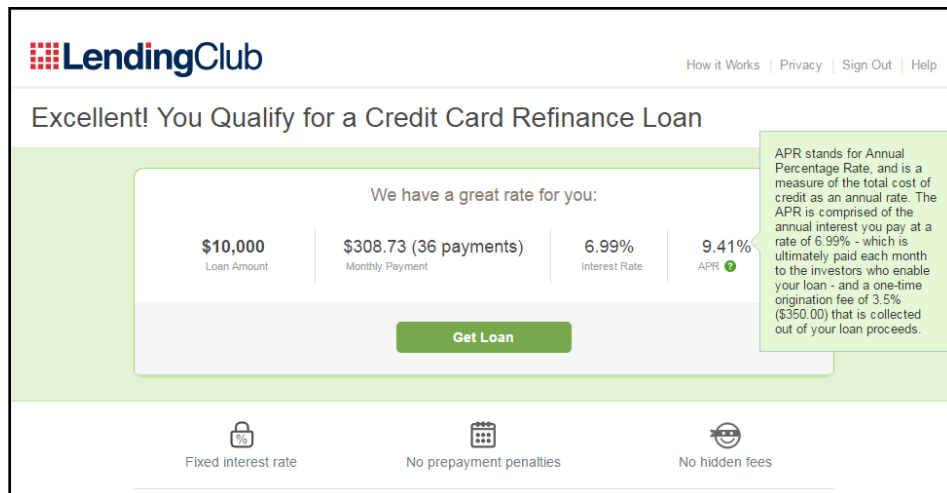 LendingClub
How it Works | Privacy | Sign Out | Help
Excellent! You Qualify for a Credit Card Refinance Loan
We have a great rate for you:
$10,000
Loan Amount
$308.73 (36 payments)
Monthly Payment
6.99%
Interest Rate
9.41%
APR ?
APR stands for Annual
Percentage Rate, and is a
measure of the total cost of
credit as an annual rate. The
APR is comprised of the
annual interest you pay at a
rate of 6.99% - which is
ultimately paid each month
to the investors who enable
your loan - and a one-time
origination fee of 3.5%
($350.00) that is collected
out of your loan proceeds.
Get Loan
%
Fixed interest rate
No prepayment penalties
No hidden fees